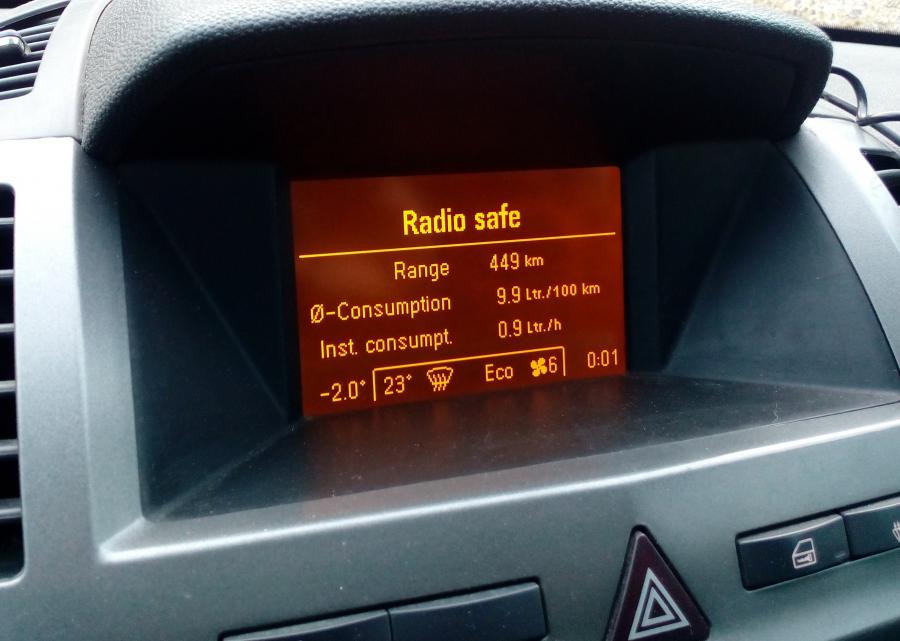 Radio safe
Range 449 km
Ø-Consumption 9.9 Ltr./100 km
Inst. consumpt. 0.9 Ltr./h
-2.0° 23° Eco 6 0:01